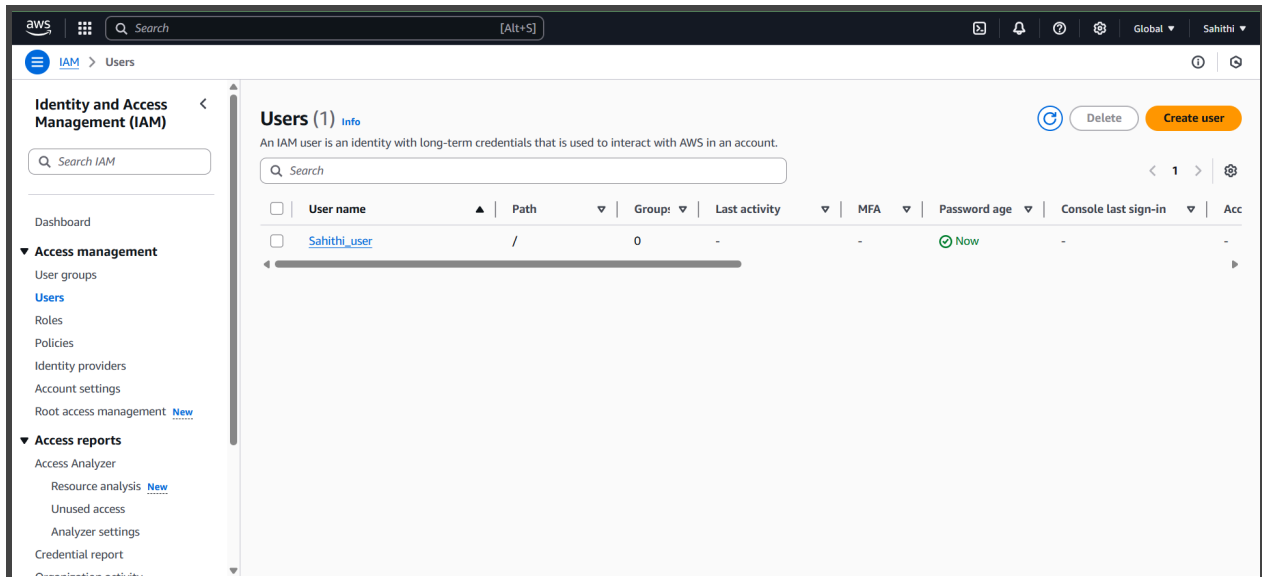 aws Search [Alt+S] Global Sahithi
IAM > Users
Identity and Access
Management (IAM)
Search IAM
Dashboard
Access management
User groups
Users
Roles
Policies
Identity providers
Account settings
Root access management New
Access reports
Access Analyzer
Resource analysis New
Unused access
Analyzer settings
Credential report
Users (1) Info
Delete
Create user
An IAM user is an identity with long-term credentials that is used to interact with AWS in an account.
Search
1
User name Path Group: Last activity MFA Password age Console last sign-in Acc
Sahithi_user / 0 - - Now - -